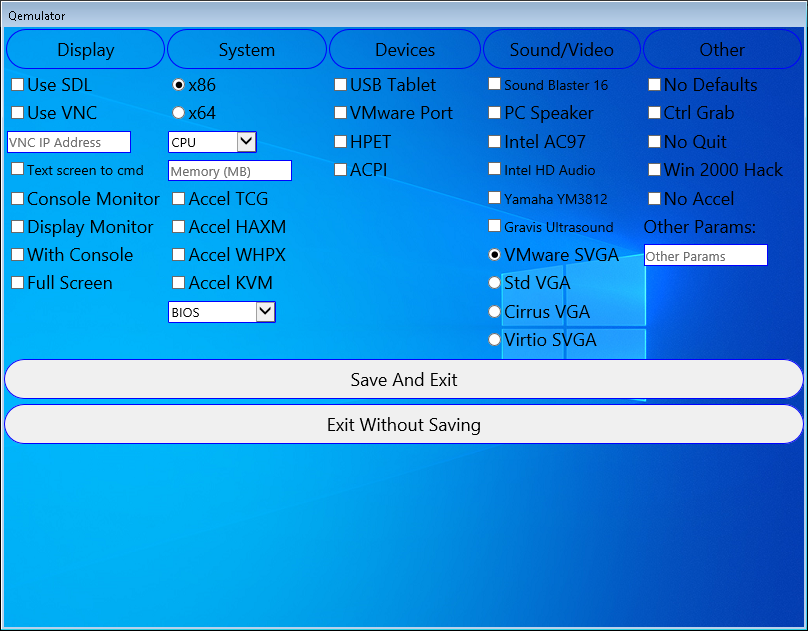 Qemulator
Display
System
Devices
Sound/Video
Other
Use SDL
Use VNC
VNC IP Address
Text screen to cmd
Console Monitor
Display Monitor
With Console
Full Screen
x86
x64
CPU
Memory (MB)
Accel TCG
Accel HAXM
Accel WHPX
Accel KVM
BIOS
USB Tablet
VMware Port
HPET
ACPI
Sound Blaster 16
PC Speaker
Intel AC97
Intel HD Audio
Yamaha YM3812
Gravis Ultrasound
VMware SVGA
Std VGA
Cirrus VGA
Virtio SVGA
No Defaults
Ctrl Grab
No Quit
Win 2000 Hack
No Accel
Other Params:
Other Params
Save And Exit
Exit Without Saving